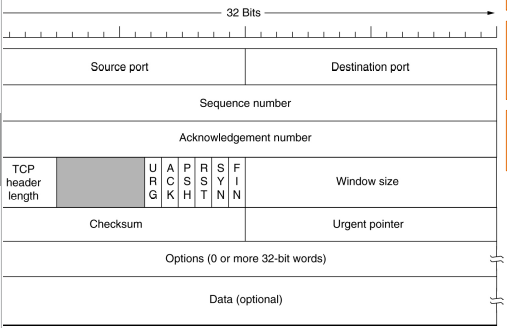 32 Bits
Source port
Destination port
Sequence number
Acknowledgement number
TCP
header
length
URG
ACK
PSH
RST
SYN
FIN
Window size
Checksum
Urgent pointer
Options (0 or more 32-bit words)
Data (optional)